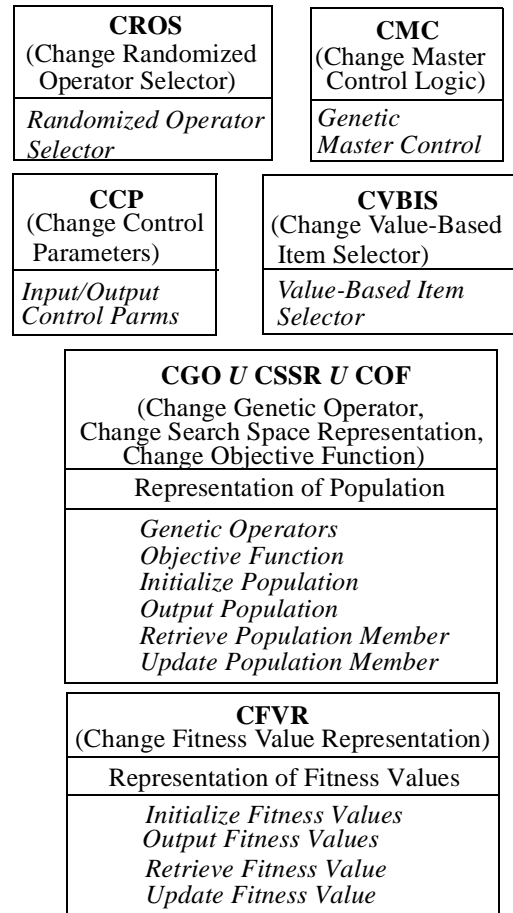 CROS
(Change Randomized
Operator Selector)
Randomized Operator
Selector
CMC
(Change Master
Control Logic)
Genetic
Master Control
CCP
(Change Control
Parameters)
Input/Output
Control Parms
CVBIS
(Change Value-Based
Item Selector)
Value-Based Item
Selector
CGO U CSSR U COF
(Change Genetic Operator,
Change Search Space Representation,
Change Objective Function)
Representation of Population
Genetic Operators
Objective Function
Initialize Population
Output Population
Retrieve Population Member
Update Population Member
CFVR
(Change Fitness Value Representation)
Representation of Fitness Values
Initialize Fitness Values
Output Fitness Values
Retrieve Fitness Value
Update Fitness Value